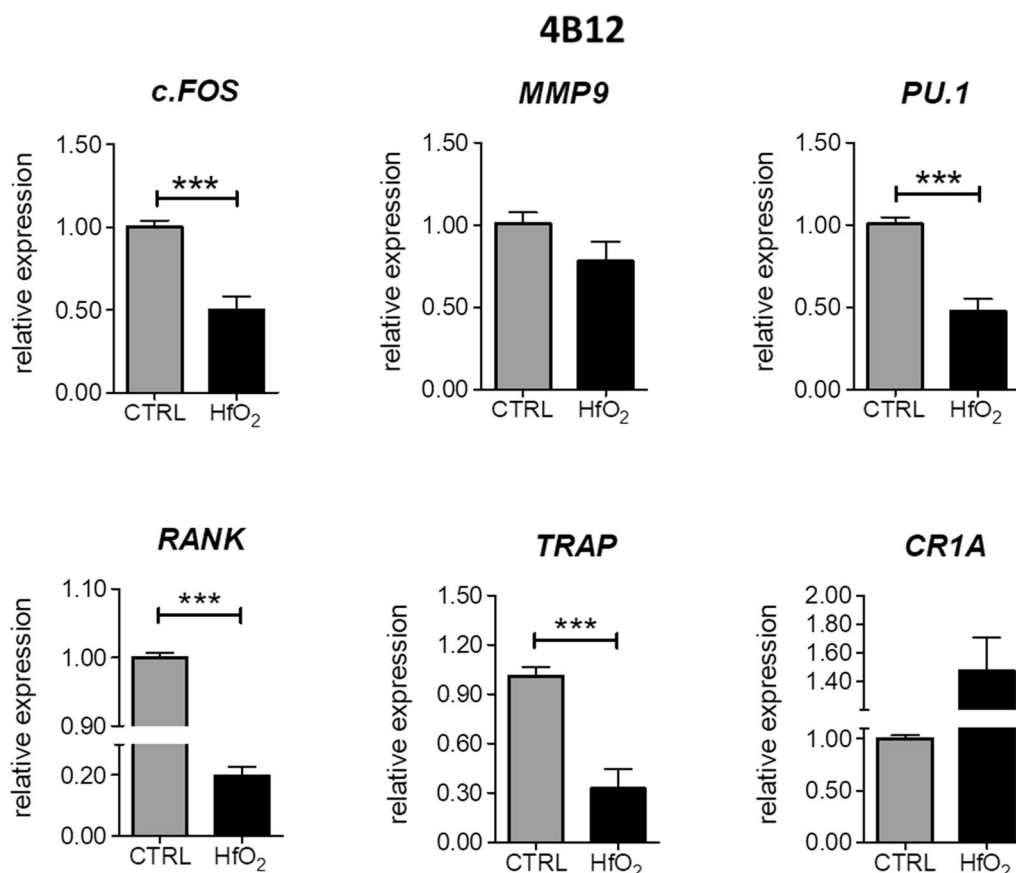 4B12
c.FOS
relative expression
1.50
1.00
0.50
0.00
***
CTRL
HfO₂
MMP9
relative expression
1.50
1.00
0.50
0.00
CTRL
HfO₂
PU.1
relative expression
1.50
1.00
0.50
0.00
***
CTRL
HfO₂
RANK
relative expression
1.10
1.00
0.90
0.20
0.00
***
CTRL
HfO₂
TRAP
relative expression
1.50
1.20
0.90
0.60
0.30
0.00
***
CTRL
HfO₂
CR1A
relative expression
2.00
1.80
1.60
1.40
1.00
0.50
0.00
CTRL
HfO₂